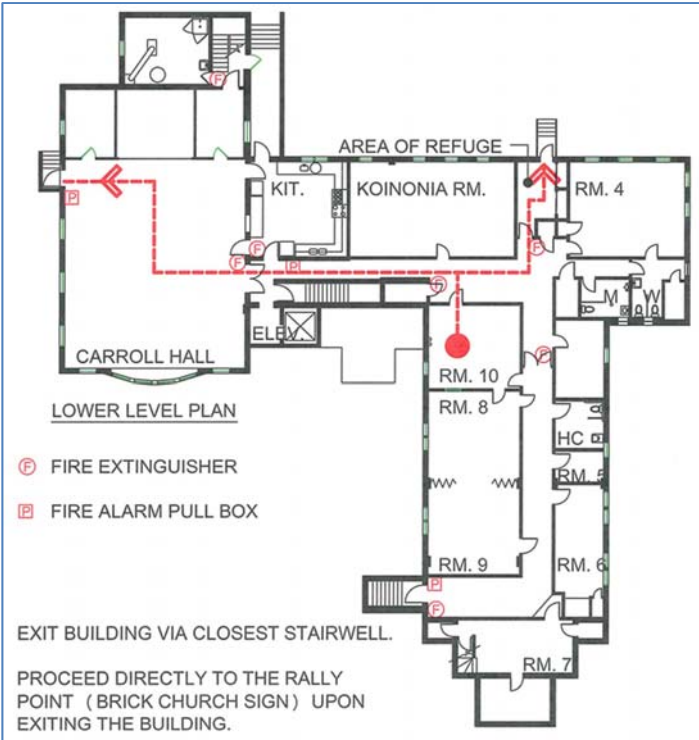 F
AREA OF REFUGE
KIT.
KOINONIA RM.
RM. 4
P
F
F
F
P
F
M
W
ELEV.
CARROLL HALL
RM. 10
F
LOWER LEVEL PLAN
RM. 8
HC
F FIRE EXTINGUISHER
RM. 5
P FIRE ALARM PULL BOX
RM. 9
RM. 6
P
F
EXIT BUILDING VIA CLOSEST STAIRWELL.
RM. 7
PROCEED DIRECTLY TO THE RALLY
POINT (BRICK CHURCH SIGN) UPON
EXITING THE BUILDING.